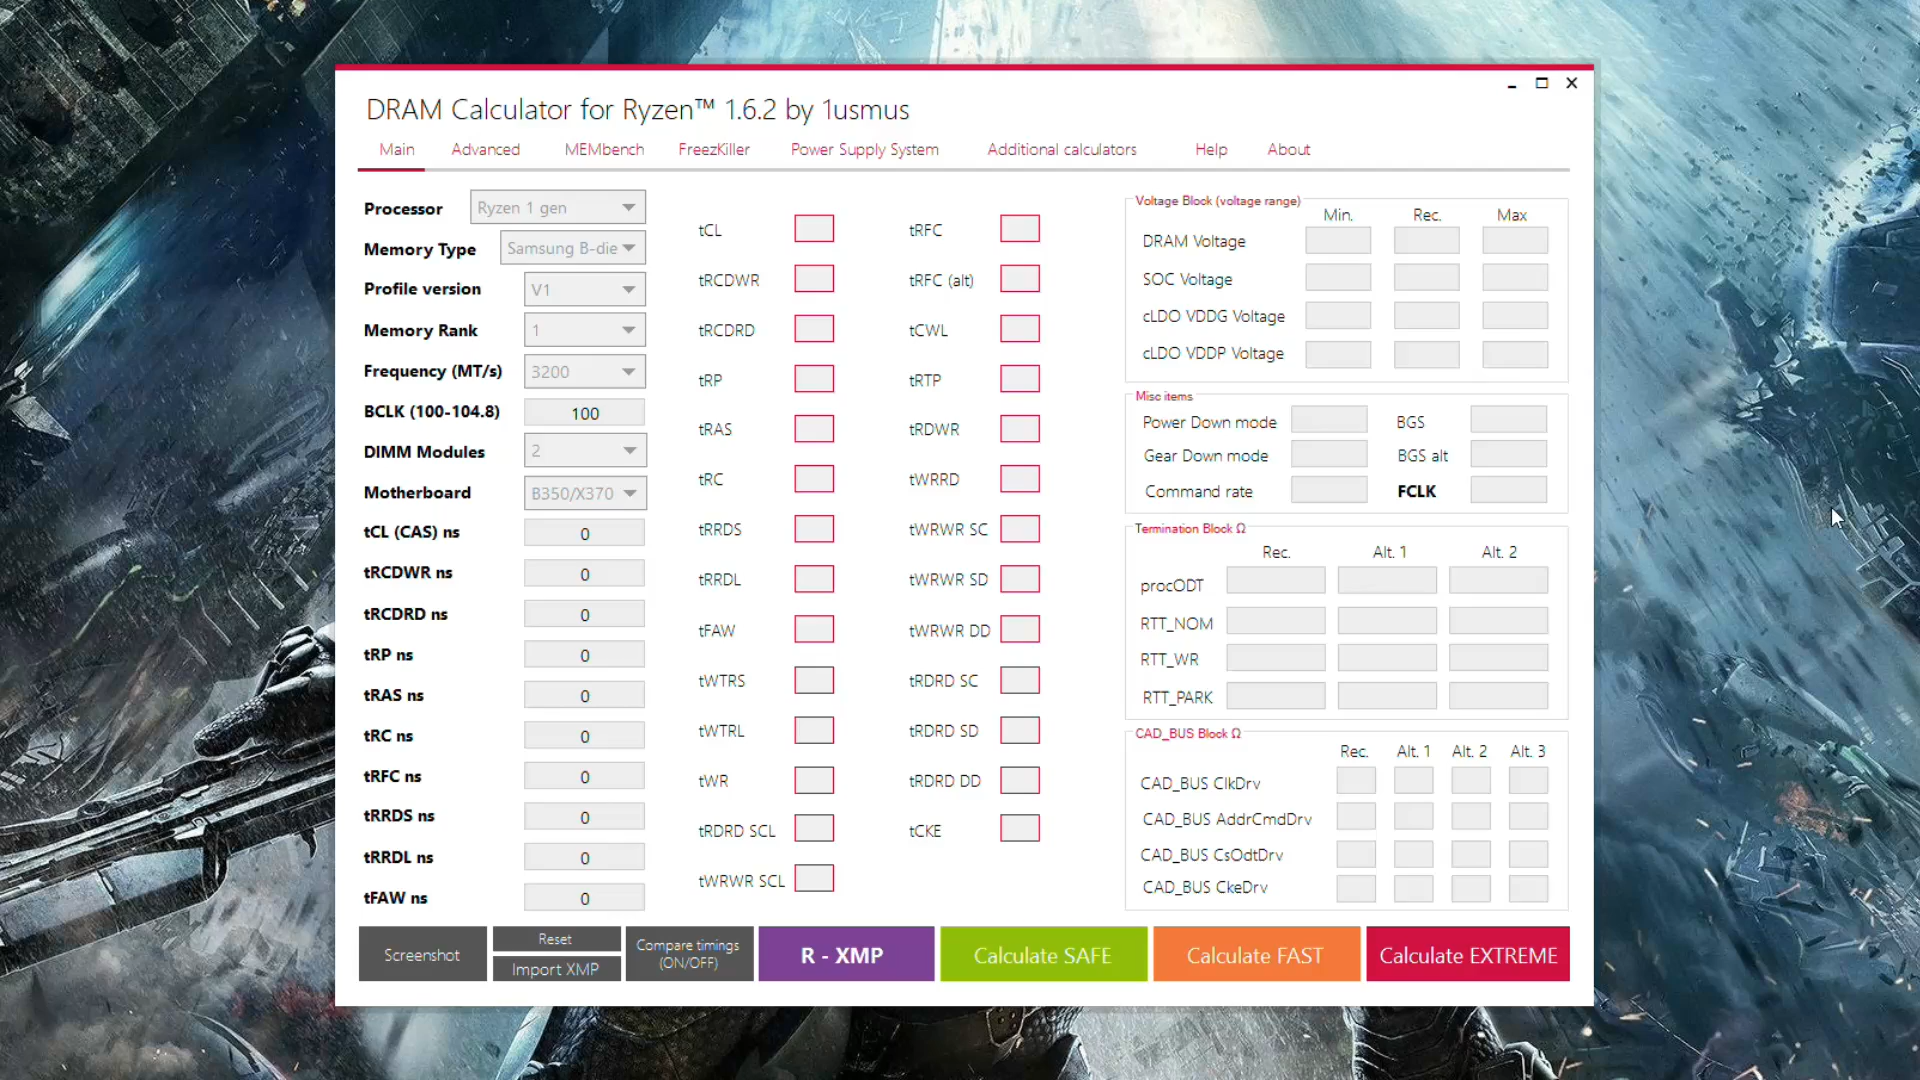 DRAM Calculator for Ryzen™ 1.6.2 by 1usmus
Main Advanced MEMbench FreezKiller Power Supply System Additional calculators Help About
Processor Ryzen 1 gen
Memory Type Samsung B-die
Profile version V1
Memory Rank 1
Frequency (MT/s) 3200
BCLK (100-104.8) 100
DIMM Modules 2
Motherboard B350/X370
tCL (CAS) ns 0
tRCDWR ns 0
tRCDRD ns 0
tRP ns 0
tRAS ns 0
tRC ns 0
tRFC ns 0
tRRDS ns 0
tRRDL ns 0
tFAW ns 0
tCL
tRCDWR
tRCDRD
tRP
tRAS
tRC
tRRDS
tRRDL
tFAW
tWTRS
tWTRL
tWR
tRDRD SCL
tWRWR SCL
tRFC
tRFC (alt)
tCWL
tRTP
tRDWR
tWRRD
tWRWR SC
tWRWR SD
tWRWR DD
tRDRD SC
tRDRD SD
tRDRD DD
tCKE
Voltage Block (voltage range)
Min. Rec. Max
DRAM Voltage
SOC Voltage
cLDO VDDG Voltage
cLDO VDDP Voltage
Misc items
Power Down mode BGS
Gear Down mode BGS alt
Command rate FCLK
Termination Block Ω
Rec. Alt. 1 Alt. 2
procODT
RTT_NOM
RTT_WR
RTT_PARK
CAD_BUS Block Ω
Rec. Alt. 1 Alt. 2 Alt. 3
CAD_BUS ClkDrv
CAD_BUS AddrCmdDrv
CAD_BUS CsOdtDrv
CAD_BUS CkeDrv
Screenshot
Reset
Import XMP
Compare timings
(ON/OFF)
R - XMP
Calculate SAFE
Calculate FAST
Calculate EXTREME